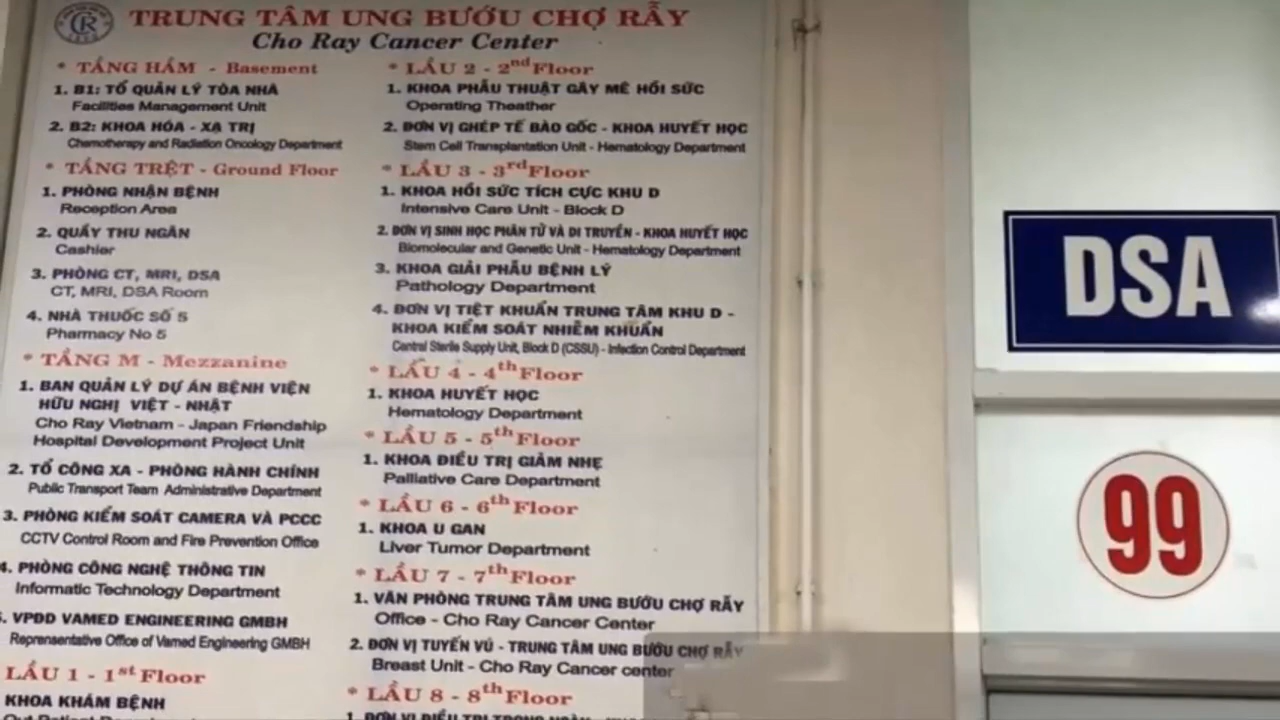 TRUNG TÂM UNG BƯỚU CHỢ RẪY
Cho Ray Cancer Center
* TẦNG HẦM - Basement
1. B1: TỔ QUẢN LÝ TÒA NHÀ
Facilities Management Unit
2. B2: KHOA HÓA - XẠ TRỊ
Chemotherapy and Radiation Oncology Department
* TẦNG TRỆT - Ground Floor
1. PHÒNG NHẬN BỆNH
Reception Area
2. QUẦY THU NGÂN
Cashier
3. PHÒNG CT, MRI, DSA
CT, MRI, DSA Room
4. NHÀ THUỐC SỐ 5
Pharmacy No 5
* TẦNG M - Mezzanine
1. BAN QUẢN LÝ DỰ ÁN BỆNH VIỆN
HỮU NGHỊ VIỆT - NHẬT
Cho Ray Vietnam - Japan Friendship
Hospital Development Project Unit
2. TỔ CÔNG XA - PHÒNG HÀNH CHÍNH
Public Transport Team Administrative Department
3. PHÒNG KIỂM SOÁT CAMERA VÀ PCCC
CCTV Control Room and Fire Prevention Office
4. PHÒNG CÔNG NGHỆ THÔNG TIN
Informatic Technology Department
VPĐD VAMED ENGINEERING GMBH
Reprensentative Office of Vamed Engineering GMBH
LẦU 1 - 1st Floor
KHOA KHÁM BỆNH
* LẦU 2 - 2nd Floor
1. KHOA PHẪU THUẬT GÂY MÊ HỒI SỨC
Operating Theather
2. ĐƠN VỊ GHÉP TẾ BÀO GỐC - KHOA HUYẾT HỌC
Stem Cell Transplantation Unit - Hematology Department
* LẦU 3 - 3rd Floor
1. KHOA HỒI SỨC TÍCH CỰC KHU D
Intensive Care Unit - Block D
2. ĐƠN VỊ SINH HỌC PHÂN TỬ VÀ DI TRUYỀN - KHOA HUYẾT HỌC
Biomolecular and Genetic Unit - Hematology Department
3. KHOA GIẢI PHẪU BỆNH LÝ
Pathology Department
4. ĐƠN VỊ TIỆT KHUẨN TRUNG TÂM KHU D -
KHOA KIỂM SOÁT NHIỄM KHUẨN
Central Sterile Supply Unit, Block D (CSSU) - Infection Control Department
* LẦU 4 - 4th Floor
1. KHOA HUYẾT HỌC
Hematology Department
* LẦU 5 - 5th Floor
1. KHOA ĐIỀU TRỊ GIẢM NHẸ
Palliative Care Department
* LẦU 6 - 6th Floor
1. KHOA U GAN
Liver Tumor Department
* LẦU 7 - 7th Floor
1. VĂN PHÒNG TRUNG TÂM UNG BƯỚU CHỢ RẪY
Office - Cho Ray Cancer Center
2. ĐƠN VỊ TUYẾN VÚ - TRUNG TÂM UNG BƯỚU CHỢ RẪY
Breast Unit - Cho Ray Cancer center
* LẦU 8 - 8th Floor
1. ĐƠN VỊ ĐIỀU TRỊ TRONG NGÀY
DSA
99